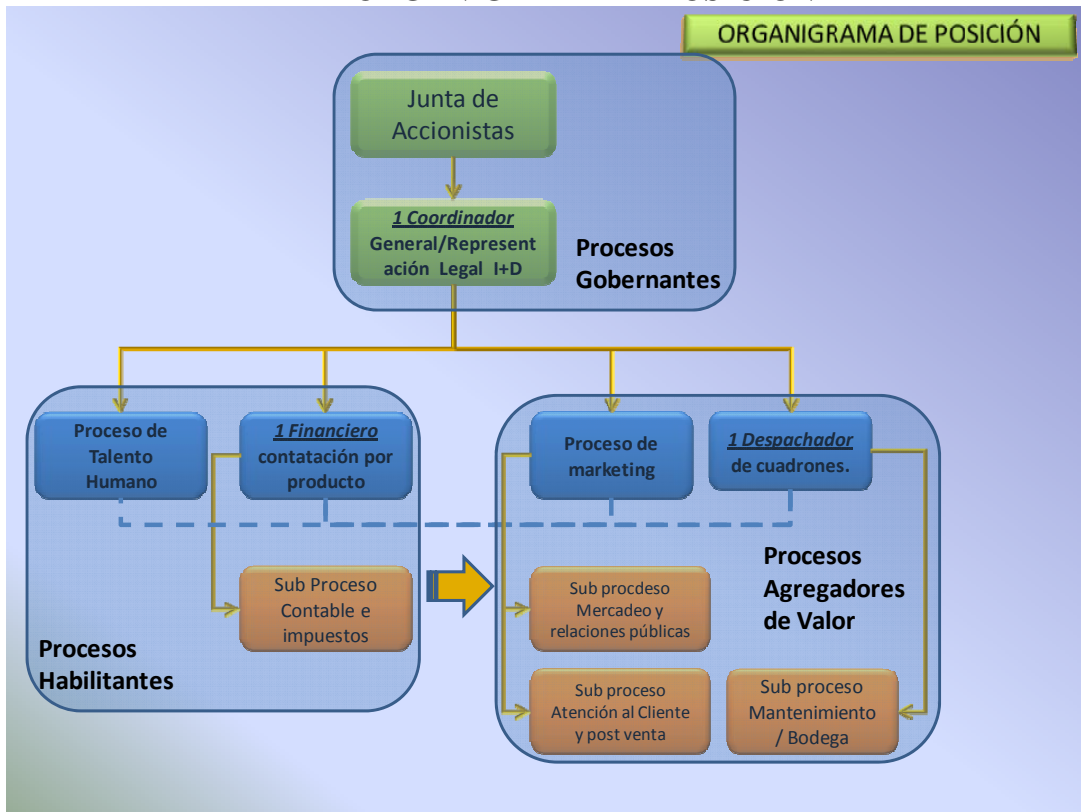 ORGANIGRAMA DE POSICIÓN
Junta de
Accionistas
1 Coordinador
General/Represent
ación Legal I+D
Procesos
Gobernantes
Proceso de
Talento
Humano
1 Financiero
contatación por
producto
Proceso de
marketing
1 Despachador
de cuadrones.
Sub Proceso
Contable e
impuestos
Procesos
Habilitantes
Sub procdeso
Mercadeo y
relaciones públicas
Procesos
Agregadores
de Valor
Sub proceso
Atención al Cliente
y post venta
Sub proceso
Mantenimiento
/ Bodega